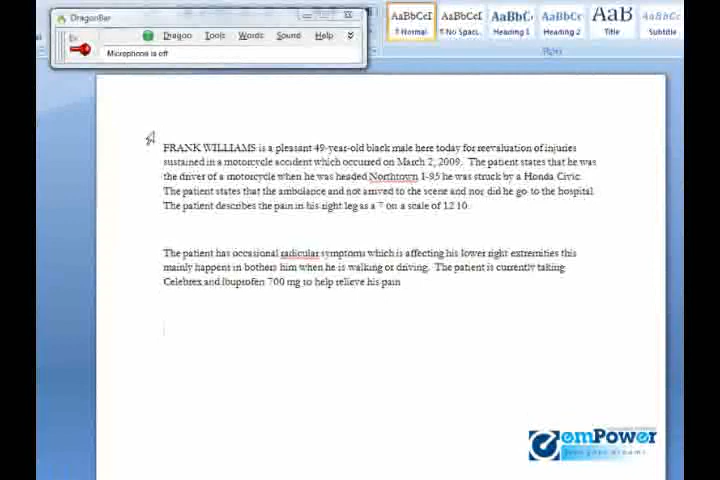 DragonBar
Ex
Dragon Tools Words Sound Help
Microphone is off
AaBbCcI AaBbCcI AaBbC AaBbCc AaB AaBbCc
¶ Normal ¶ No Spaci... Heading 1 Heading 2 Title Subtitle
FRANK WILLIAMS is a pleasant 49-year-old black male here today for reevaluation of injuries
sustained in a motorcycle accident which occurred on March 2, 2009. The patient states that he was
the driver of a motorcycle when he was headed Northtown I-95 he was struck by a Honda Civic.
The patient states that the ambulance and not arrived to the scene and nor did he go to the hospital.
The patient describes the pain in his right leg as a 7 on a scale of 12 10.
The patient has occasional radicular symptoms which is affecting his lower right extremities this
mainly happens in bothers him when he is walking or driving. The patient is currently taking
Celebrex and Ibuprofen 700 mg to help relieve his pain
emPower